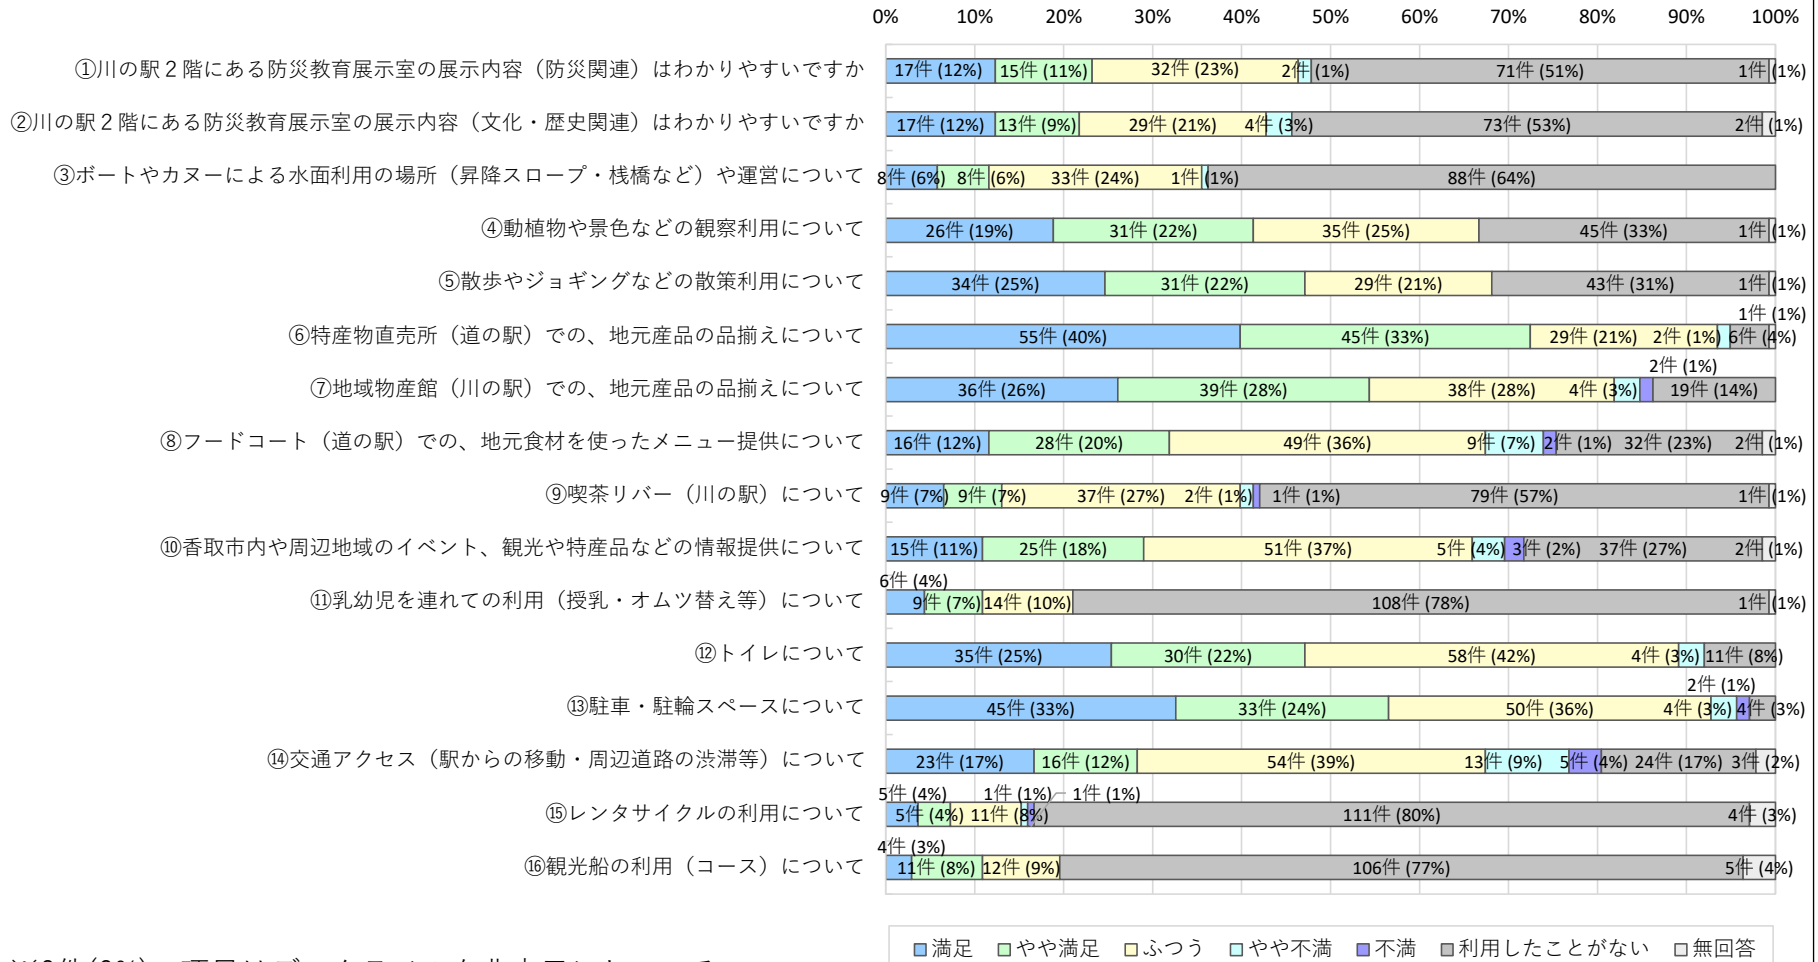 0% 10% 20% 30% 40% 50% 60% 70% 80% 90% 100%
①川の駅２階にある防災教育展示室の展示内容（防災関連）はわかりやすいですか 17件 (12%) 15件 (11%) 32件 (23%) 2件 (1%) 71件 (51%) 1件 (1%)
②川の駅２階にある防災教育展示室の展示内容（文化・歴史関連）はわかりやすいですか 17件 (12%) 13件 (9%) 29件 (21%) 4件 (3%) 73件 (53%) 2件 (1%)
③ボートやカヌーによる水面利用の場所（昇降スロープ・桟橋など）や運営について 8件 (6%) 8件 (6%) 33件 (24%) 1件 (1%) 88件 (64%)
④動植物や景色などの観察利用について 26件 (19%) 31件 (22%) 35件 (25%) 45件 (33%) 1件 (1%)
⑤散歩やジョギングなどの散策利用について 34件 (25%) 31件 (22%) 29件 (21%) 43件 (31%) 1件 (1%)
1件 (1%)
⑥特産物直売所（道の駅）での、地元産品の品揃えについて 55件 (40%) 45件 (33%) 29件 (21%) 2件 (1%) 6件 (4%)
2件 (1%)
⑦地域物産館（川の駅）での、地元産品の品揃えについて 36件 (26%) 39件 (28%) 38件 (28%) 4件 (3%) 19件 (14%)
⑧フードコート（道の駅）での、地元食材を使ったメニュー提供について 16件 (12%) 28件 (20%) 49件 (36%) 9件 (7%) 2件 (1%) 32件 (23%) 2件 (1%)
⑨喫茶リバー（川の駅）について 9件 (7%) 9件 (7%) 37件 (27%) 2件 (1%) 1件 (1%) 79件 (57%) 1件 (1%)
⑩香取市内や周辺地域のイベント、観光や特産品などの情報提供について 15件 (11%) 25件 (18%) 51件 (37%) 5件 (4%) 3件 (2%) 37件 (27%) 2件 (1%)
6件 (4%)
⑪乳幼児を連れての利用（授乳・オムツ替え等）について 9件 (7%) 14件 (10%) 108件 (78%) 1件 (1%)
⑫トイレについて 35件 (25%) 30件 (22%) 58件 (42%) 4件 (3%) 11件 (8%)
2件 (1%)
⑬駐車・駐輪スペースについて 45件 (33%) 33件 (24%) 50件 (36%) 4件 (3%) 4件 (3%)
⑭交通アクセス（駅からの移動・周辺道路の渋滞等）について 23件 (17%) 16件 (12%) 54件 (39%) 13件 (9%) 5件 (4%) 24件 (17%) 3件 (2%)
5件 (4%) 1件 (1%) 1件 (1%)
⑮レンタサイクルの利用について 5件 (4%) 11件 (8%) 111件 (80%) 4件 (3%)
4件 (3%)
⑯観光船の利用（コース）について 11件 (8%) 12件 (9%) 106件 (77%) 5件 (4%)
満足 やや満足 ふつう やや不満 不満 利用したことがない 無回答